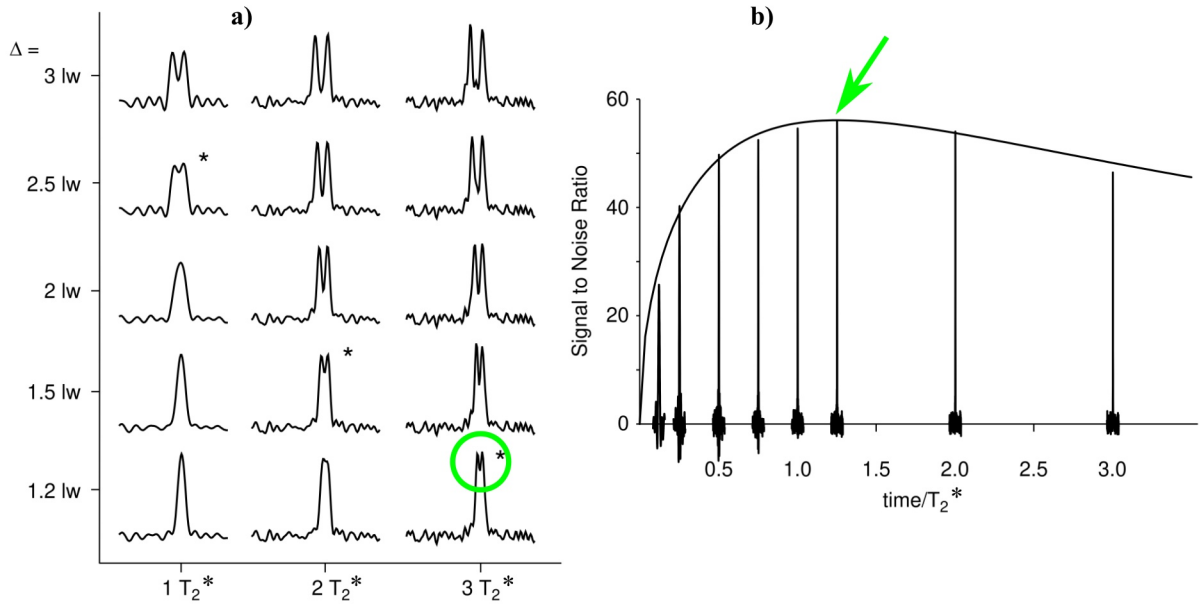 a)
b)
Δ =
3 lw
2.5 lw
2 lw
1.5 lw
1.2 lw
*
*
*
1 T₂*
2 T₂*
3 T₂*
Signal to Noise Ratio
60
40
20
0
0.5
1.0
1.5
2.0
2.5
3.0
time/T₂*